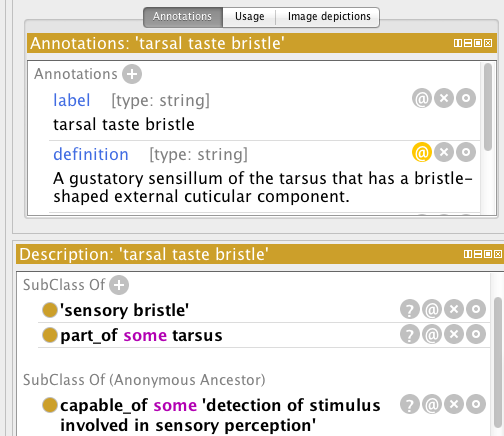 Annotations Usage Image depictions
Annotations: 'tarsal taste bristle'
Annotations +
label [type: string] @
tarsal taste bristle
definition [type: string] @
A gustatory sensillum of the tarsus that has a bristle-
shaped external cuticular component.
Description: 'tarsal taste bristle'
SubClass Of +
'sensory bristle' ? @
part_of some tarsus ? @
SubClass Of (Anonymous Ancestor)
capable_of some 'detection of stimulus ? @
involved in sensory perception'